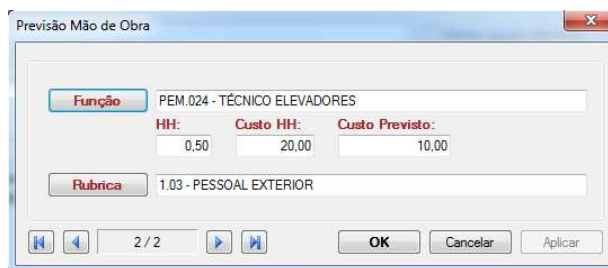 Previsão Mão de Obra
Função PEM.024 - TÉCNICO ELEVADORES
HH: Custo HH: Custo Previsto:
0,50 20,00 10,00
Rubrica 1.03 - PESSOAL EXTERIOR
2 / 2 OK Cancelar Aplicar